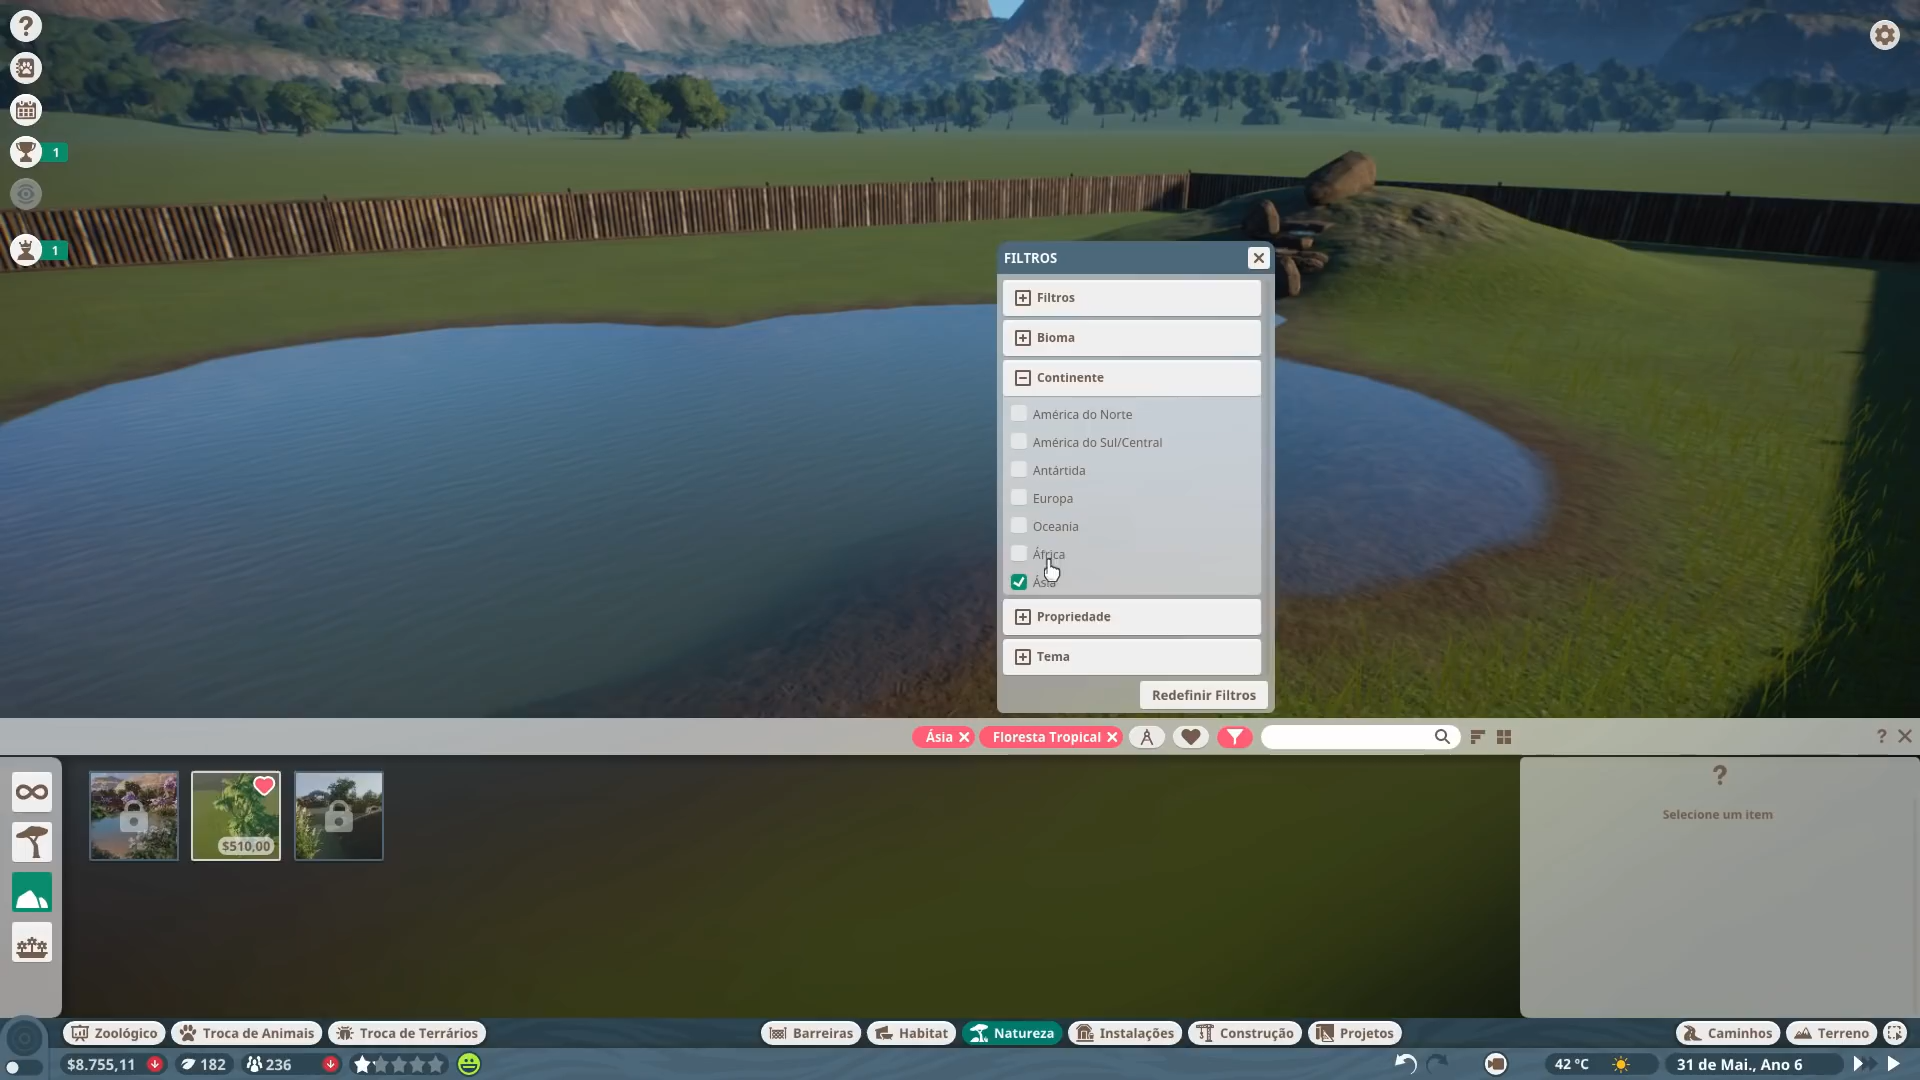 1
1
FILTROS
Filtros
Bioma
Continente
América do Norte
América do Sul/Central
Antártida
Europa
Oceania
África
Ásia
Propriedade
Tema
Redefinir Filtros
Ásia
Floresta Tropical
$510,00
Selecione um item
Zoológico
Troca de Animais
Troca de Terrários
Barreiras
Habitat
Natureza
Instalações
Construção
Projetos
Caminhos
Terreno
$8.755,11
182
236
42 °C
31 de Mai., Ano 6